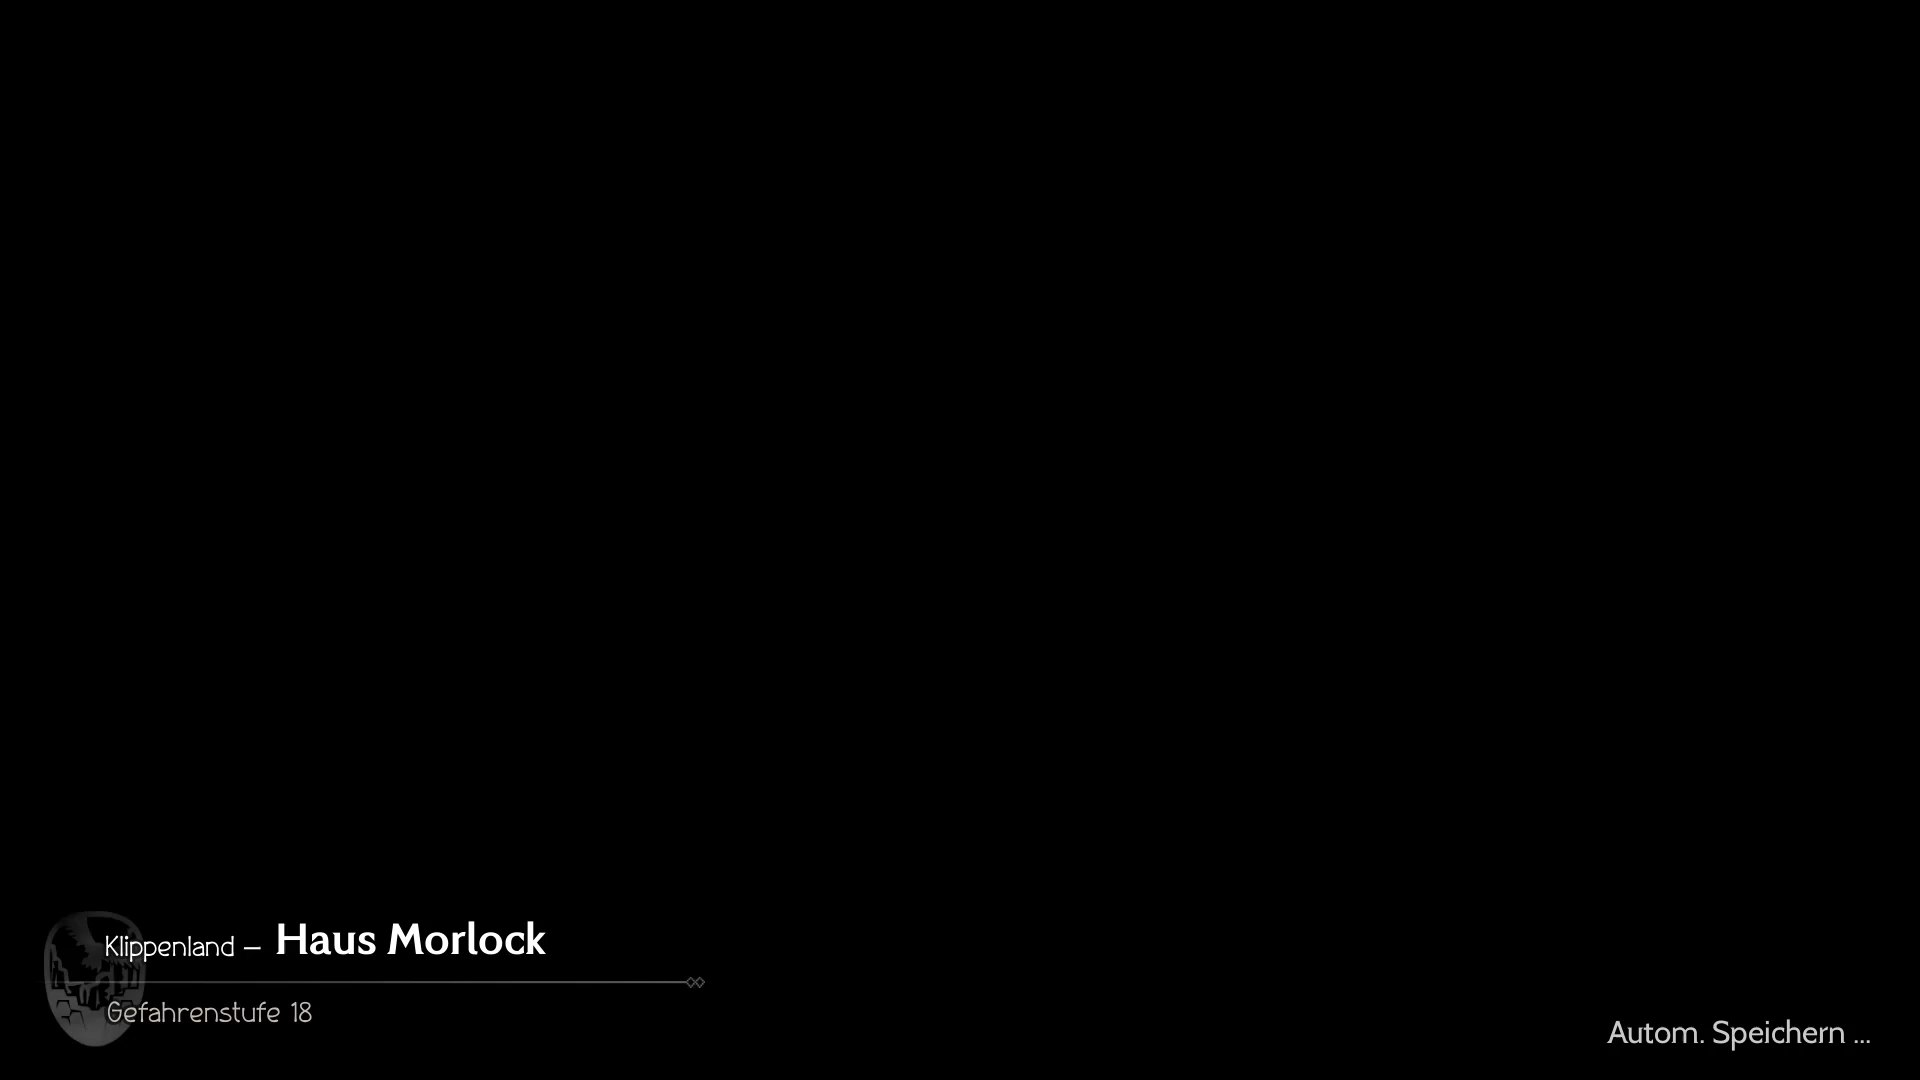 Klippenland – Haus Morlock
Gefahrenstufe 18
Autom. Speichern ...